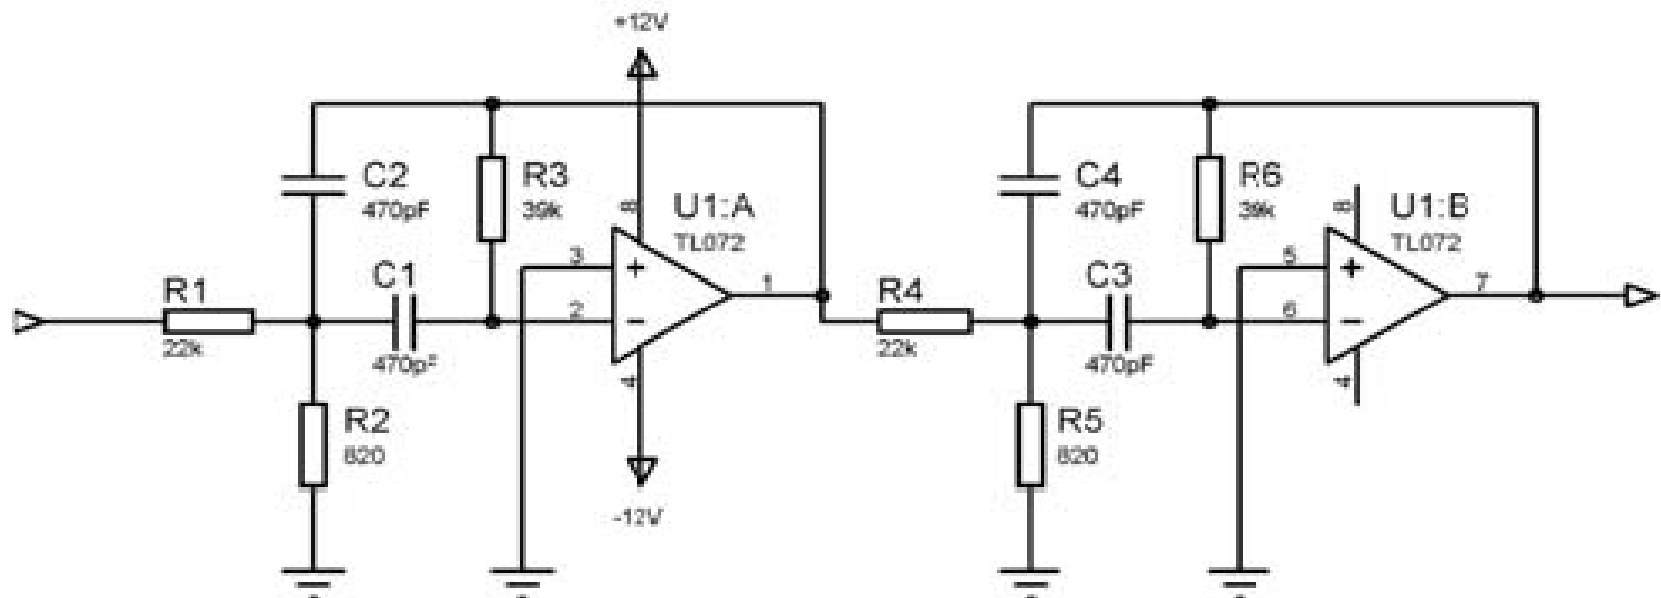 +12V
C2
470pF
R3
39k
8
U1:A
TL072
R1
22k
C1
470pF
3
2
1
4
R2
820
-12V
C4
470pF
R6
39k
8
U1:B
TL072
R4
22k
C3
470pF
5
6
7
4
R5
820